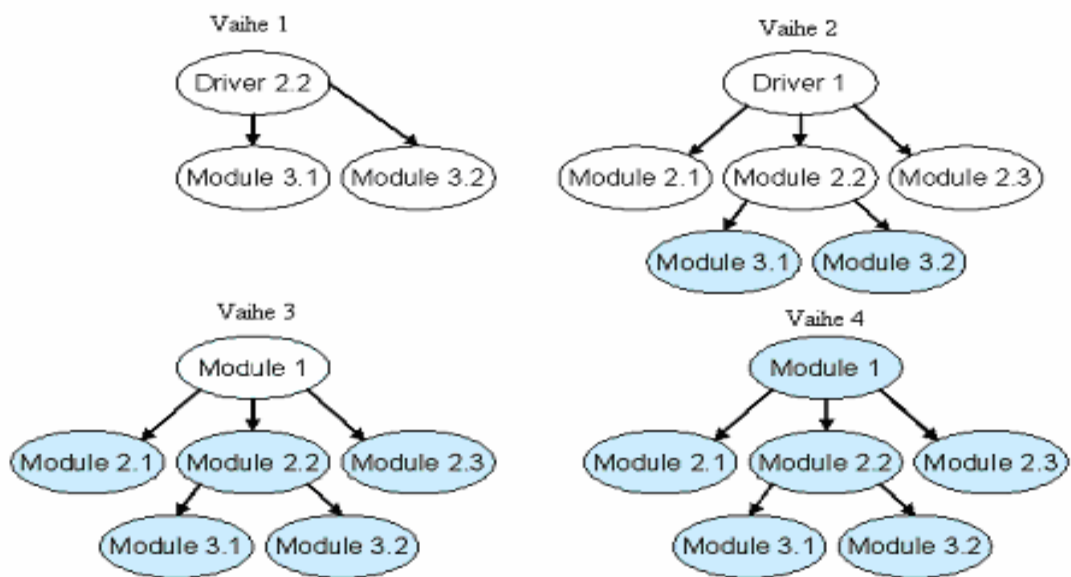 Vaihe 1
Driver 2.2
Module 3.1 Module 3.2
Vaihe 2
Driver 1
Module 2.1 Module 2.2 Module 2.3
Module 3.1 Module 3.2
Vaihe 3
Module 1
Module 2.1 Module 2.2 Module 2.3
Module 3.1 Module 3.2
Vaihe 4
Module 1
Module 2.1 Module 2.2 Module 2.3
Module 3.1 Module 3.2